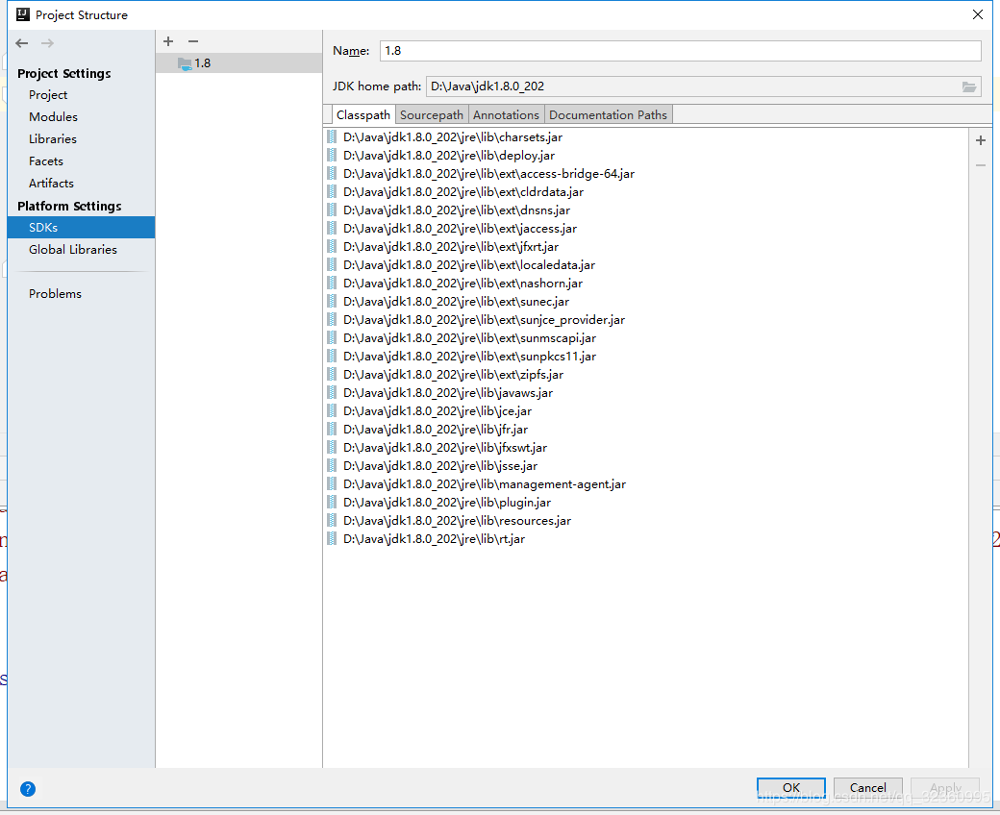 Project Structure
Project Settings
Project
Modules
Libraries
Facets
Artifacts
Platform Settings
SDKs
Global Libraries
Problems
1.8
Name: 1.8
JDK home path: D:\Java\jdk1.8.0_202
Classpath Sourcepath Annotations Documentation Paths
D:\Java\jdk1.8.0_202\jre\lib\charsets.jar
D:\Java\jdk1.8.0_202\jre\lib\deploy.jar
D:\Java\jdk1.8.0_202\jre\lib\ext\access-bridge-64.jar
D:\Java\jdk1.8.0_202\jre\lib\ext\cldrdata.jar
D:\Java\jdk1.8.0_202\jre\lib\ext\dnsns.jar
D:\Java\jdk1.8.0_202\jre\lib\ext\jaccess.jar
D:\Java\jdk1.8.0_202\jre\lib\ext\jfxrt.jar
D:\Java\jdk1.8.0_202\jre\lib\ext\localedata.jar
D:\Java\jdk1.8.0_202\jre\lib\ext\nashorn.jar
D:\Java\jdk1.8.0_202\jre\lib\ext\sunec.jar
D:\Java\jdk1.8.0_202\jre\lib\ext\sunjce_provider.jar
D:\Java\jdk1.8.0_202\jre\lib\ext\sunmscapi.jar
D:\Java\jdk1.8.0_202\jre\lib\ext\sunpkcs11.jar
D:\Java\jdk1.8.0_202\jre\lib\ext\zipfs.jar
D:\Java\jdk1.8.0_202\jre\lib\javaws.jar
D:\Java\jdk1.8.0_202\jre\lib\jce.jar
D:\Java\jdk1.8.0_202\jre\lib\jfr.jar
D:\Java\jdk1.8.0_202\jre\lib\jfxswt.jar
D:\Java\jdk1.8.0_202\jre\lib\jsse.jar
D:\Java\jdk1.8.0_202\jre\lib\management-agent.jar
D:\Java\jdk1.8.0_202\jre\lib\plugin.jar
D:\Java\jdk1.8.0_202\jre\lib\resources.jar
D:\Java\jdk1.8.0_202\jre\lib\rt.jar
OK Cancel Apply